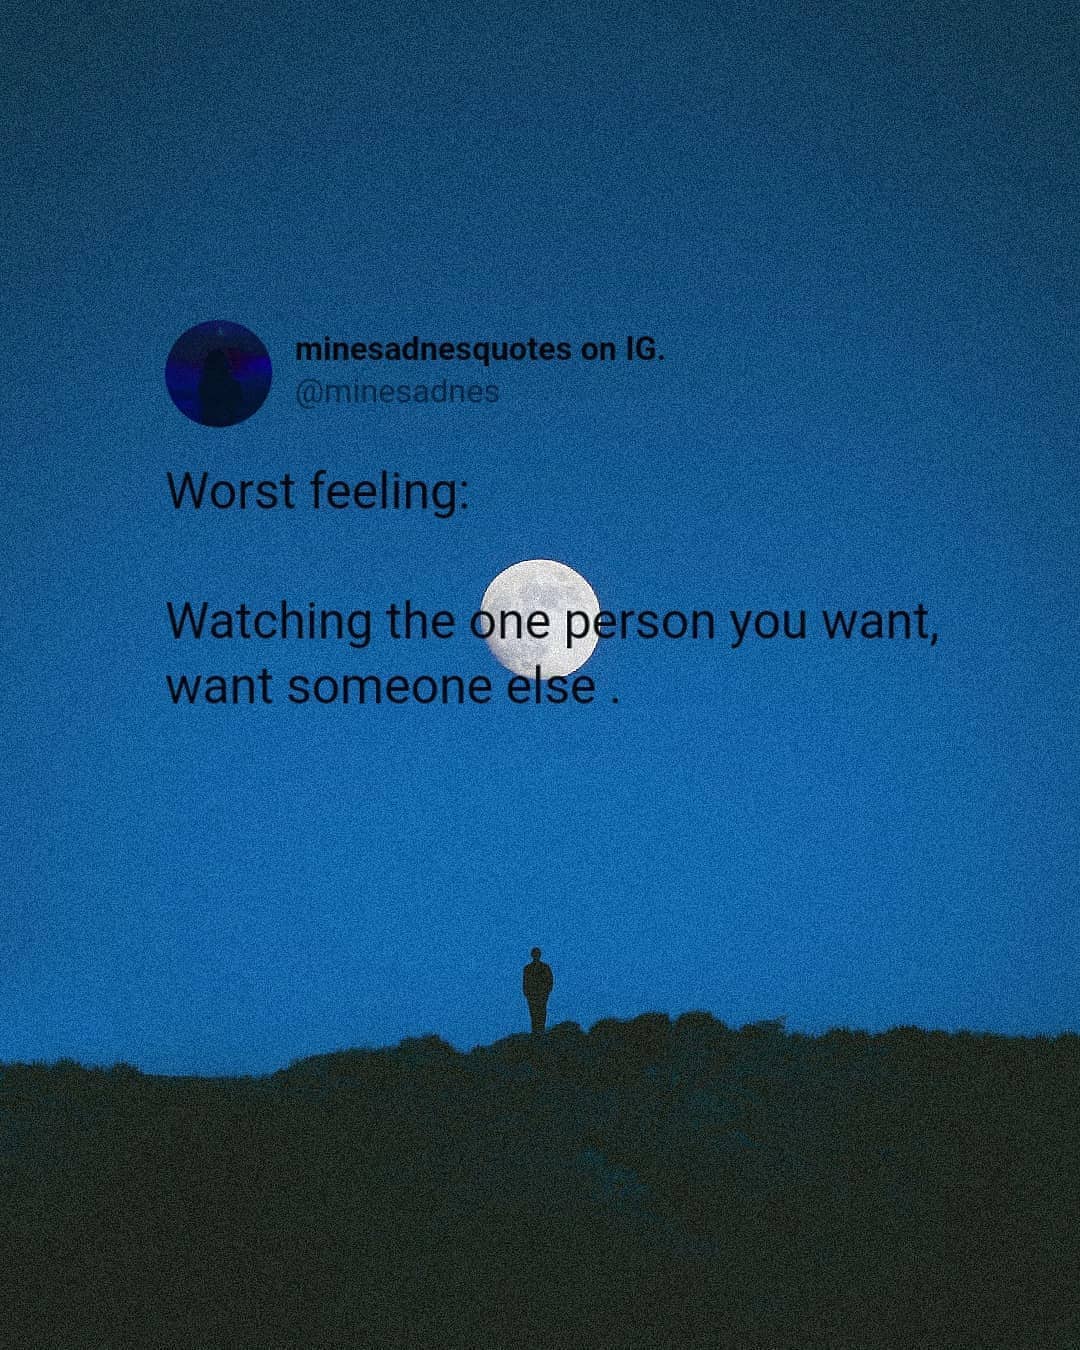 minesadnesquotes on IG.
@minesadnes
Worst feeling:
Watching the one person you want,
want someone else .